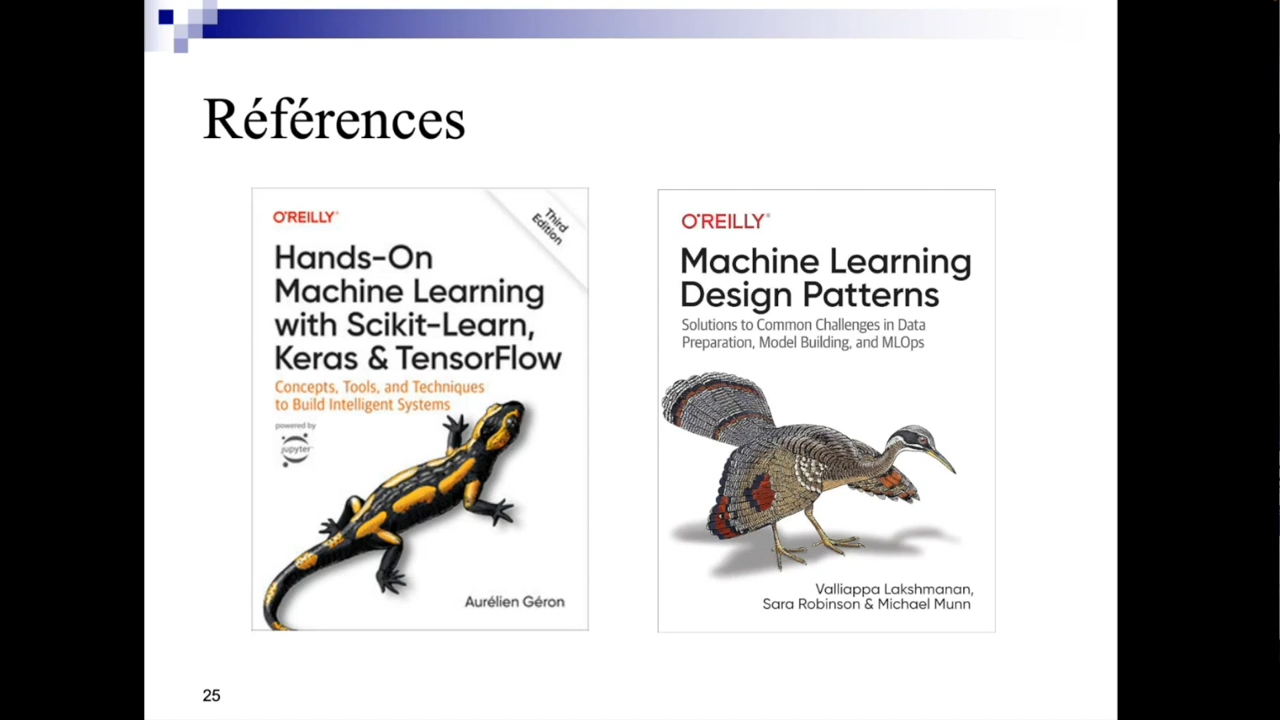 Références
O'REILLY®
Third
Edition
Hands-On
Machine Learning
with Scikit-Learn,
Keras & TensorFlow
Concepts, Tools, and Techniques
to Build Intelligent Systems
powered by
jupyter
Aurélien Géron
O'REILLY®
Machine Learning
Design Patterns
Solutions to Common Challenges in Data
Preparation, Model Building, and MLOps
Valliappa Lakshmanan,
Sara Robinson & Michael Munn
25